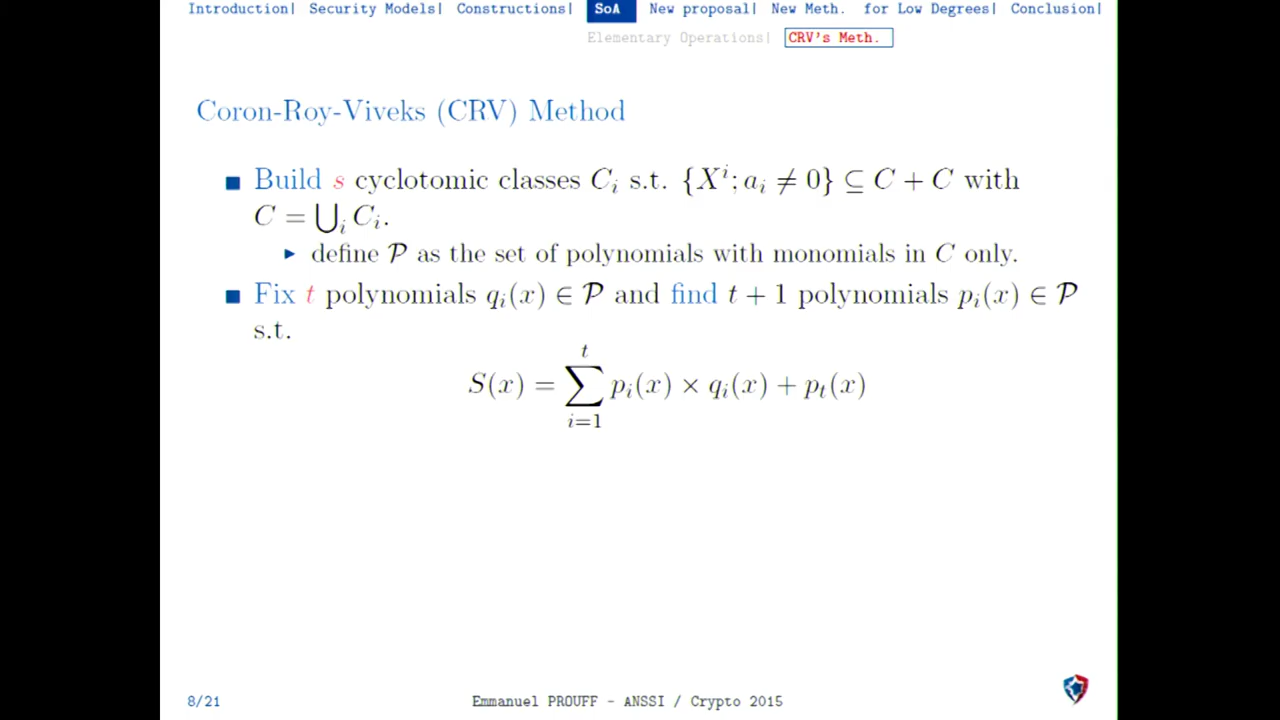 Introduction| Security Models| Constructions| SoA New proposal| New Meth. for Low Degrees| Conclusion|
Elementary Operations| CRV's Meth.
Coron-Roy-Viveks (CRV) Method
■ Build s cyclotomic classes C_i s.t. {X^i; a_i ≠ 0} ⊆ C + C with
C = ⋃_i C_i.
► define 𝒫 as the set of polynomials with monomials in C only.
■ Fix t polynomials q_i(x) ∈ 𝒫 and find t + 1 polynomials p_i(x) ∈ 𝒫
s.t.
S(x) = ∑_{i=1}^{t} p_i(x) × q_i(x) + p_t(x)
8/21 Emmanuel PROUFF - ANSSI / Crypto 2015